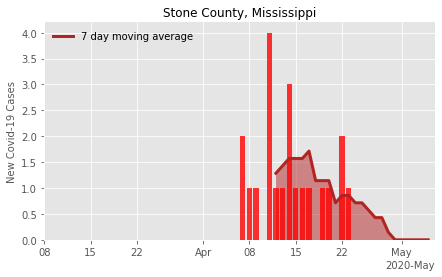 Stone County, Mississippi
7 day moving average
New Covid-19 Cases
4.0
3.5
3.0
2.5
2.0
1.5
1.0
0.5
0.0
08 15 22 Apr 08 15 22 May
2020-May